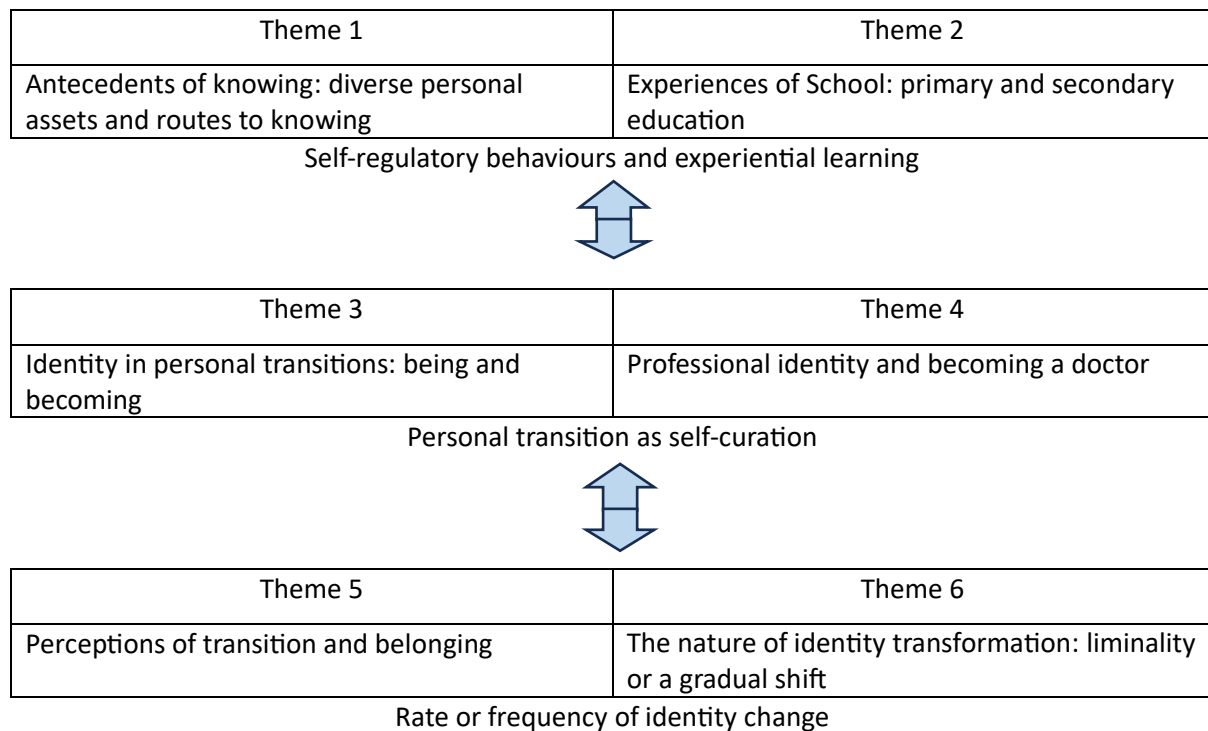 Theme 1
Theme 2
Antecedents of knowing: diverse personal
assets and routes to knowing
Experiences of School: primary and secondary
education
Self-regulatory behaviours and experiential learning
Theme 3
Theme 4
Identity in personal transitions: being and
becoming
Professional identity and becoming a doctor
Personal transition as self-curation
Theme 5
Theme 6
Perceptions of transition and belonging
The nature of identity transformation: liminality
or a gradual shift
Rate or frequency of identity change